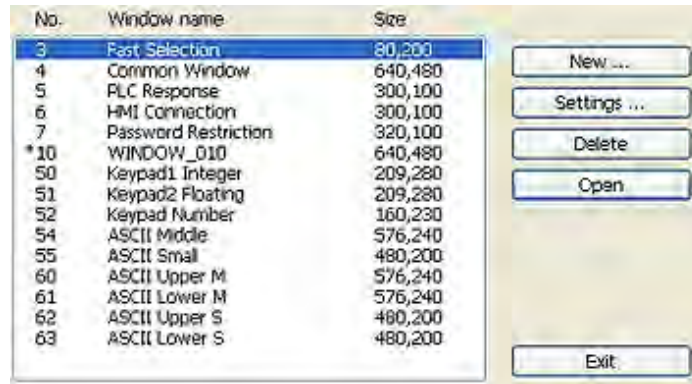 No. Window name Size
3 Fast Selection 80,200
4 Common Window 640,480
5 PLC Response 300,100
6 HMI Connection 300,100
7 Password Restriction 320,100
*10 WINDOW_010 640,480
50 Keypad1 Integer 209,280
51 Keypad2 Floating 209,280
52 Keypad Number 160,230
54 ASCII Middle 576,240
55 ASCII Small 480,200
60 ASCII Upper M 576,240
61 ASCII Lower M 576,240
62 ASCII Upper S 480,200
63 ASCII Lower S 480,200
New ...
Settings ...
Delete
Open
Exit